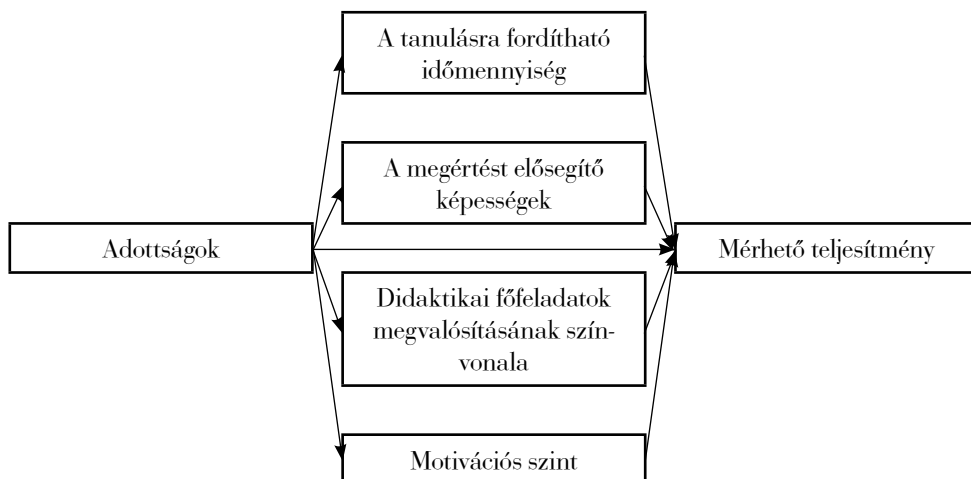 A tanulásra fordítható
időmennyiség
A megértést elősegítő
képességek
Adottságok
Mérhető teljesítmény
Didaktikai főfeladatok
megvalósításának szín-
vonala
Motivációs szint